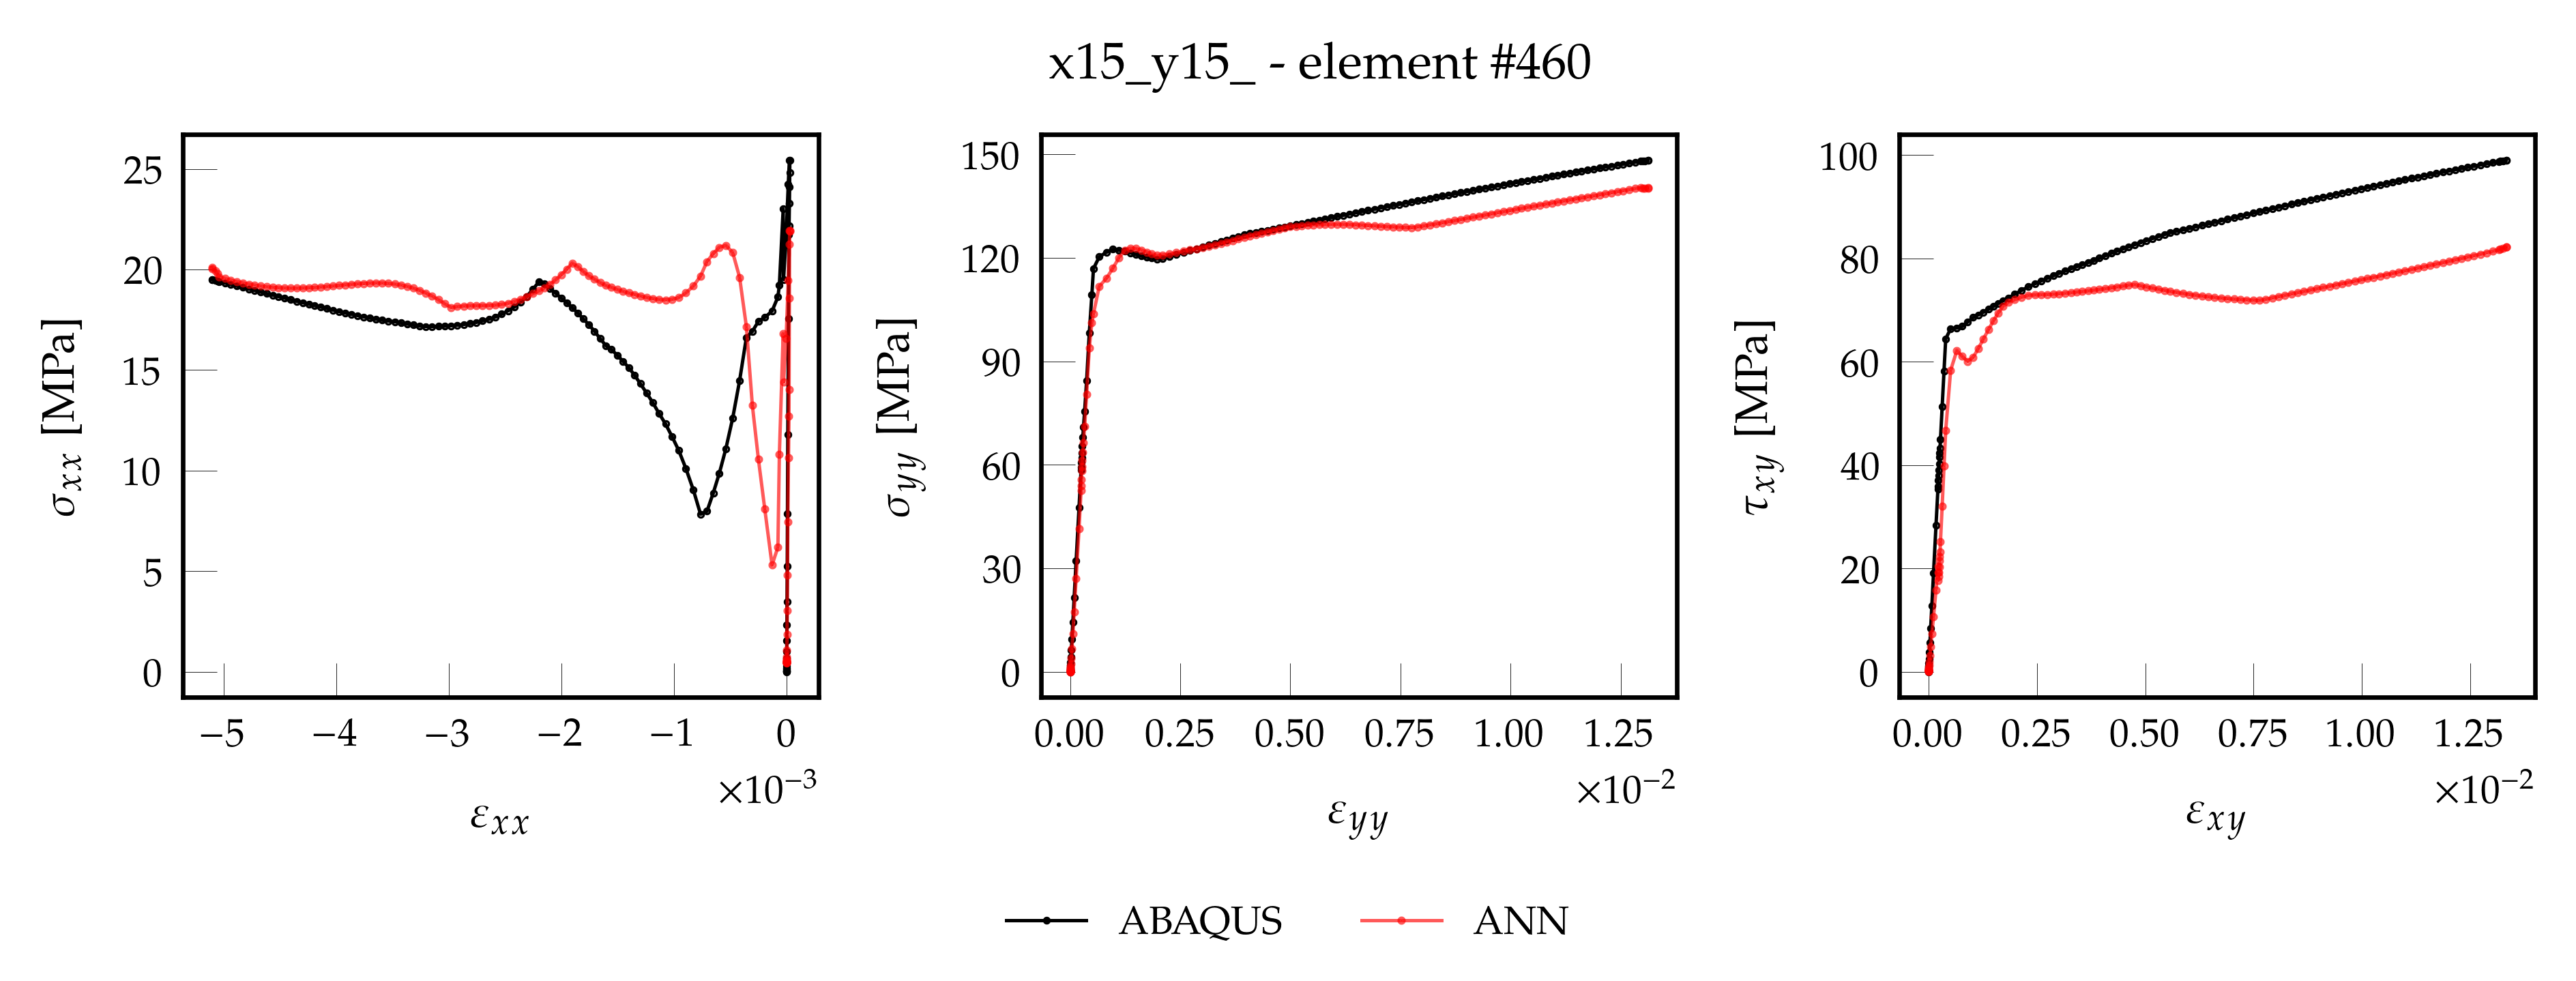 x15_y15_ - element #460
σxx [MPa]
25
20
15
10
5
0
−5 −4 −3 −2 −1 0
×10−3
εxx
σyy [MPa]
150
120
90
60
30
0
0.00 0.25 0.50 0.75 1.00 1.25
×10−2
εyy
τxy [MPa]
100
80
60
40
20
0
0.00 0.25 0.50 0.75 1.00 1.25
×10−2
εxy
ABAQUS ANN